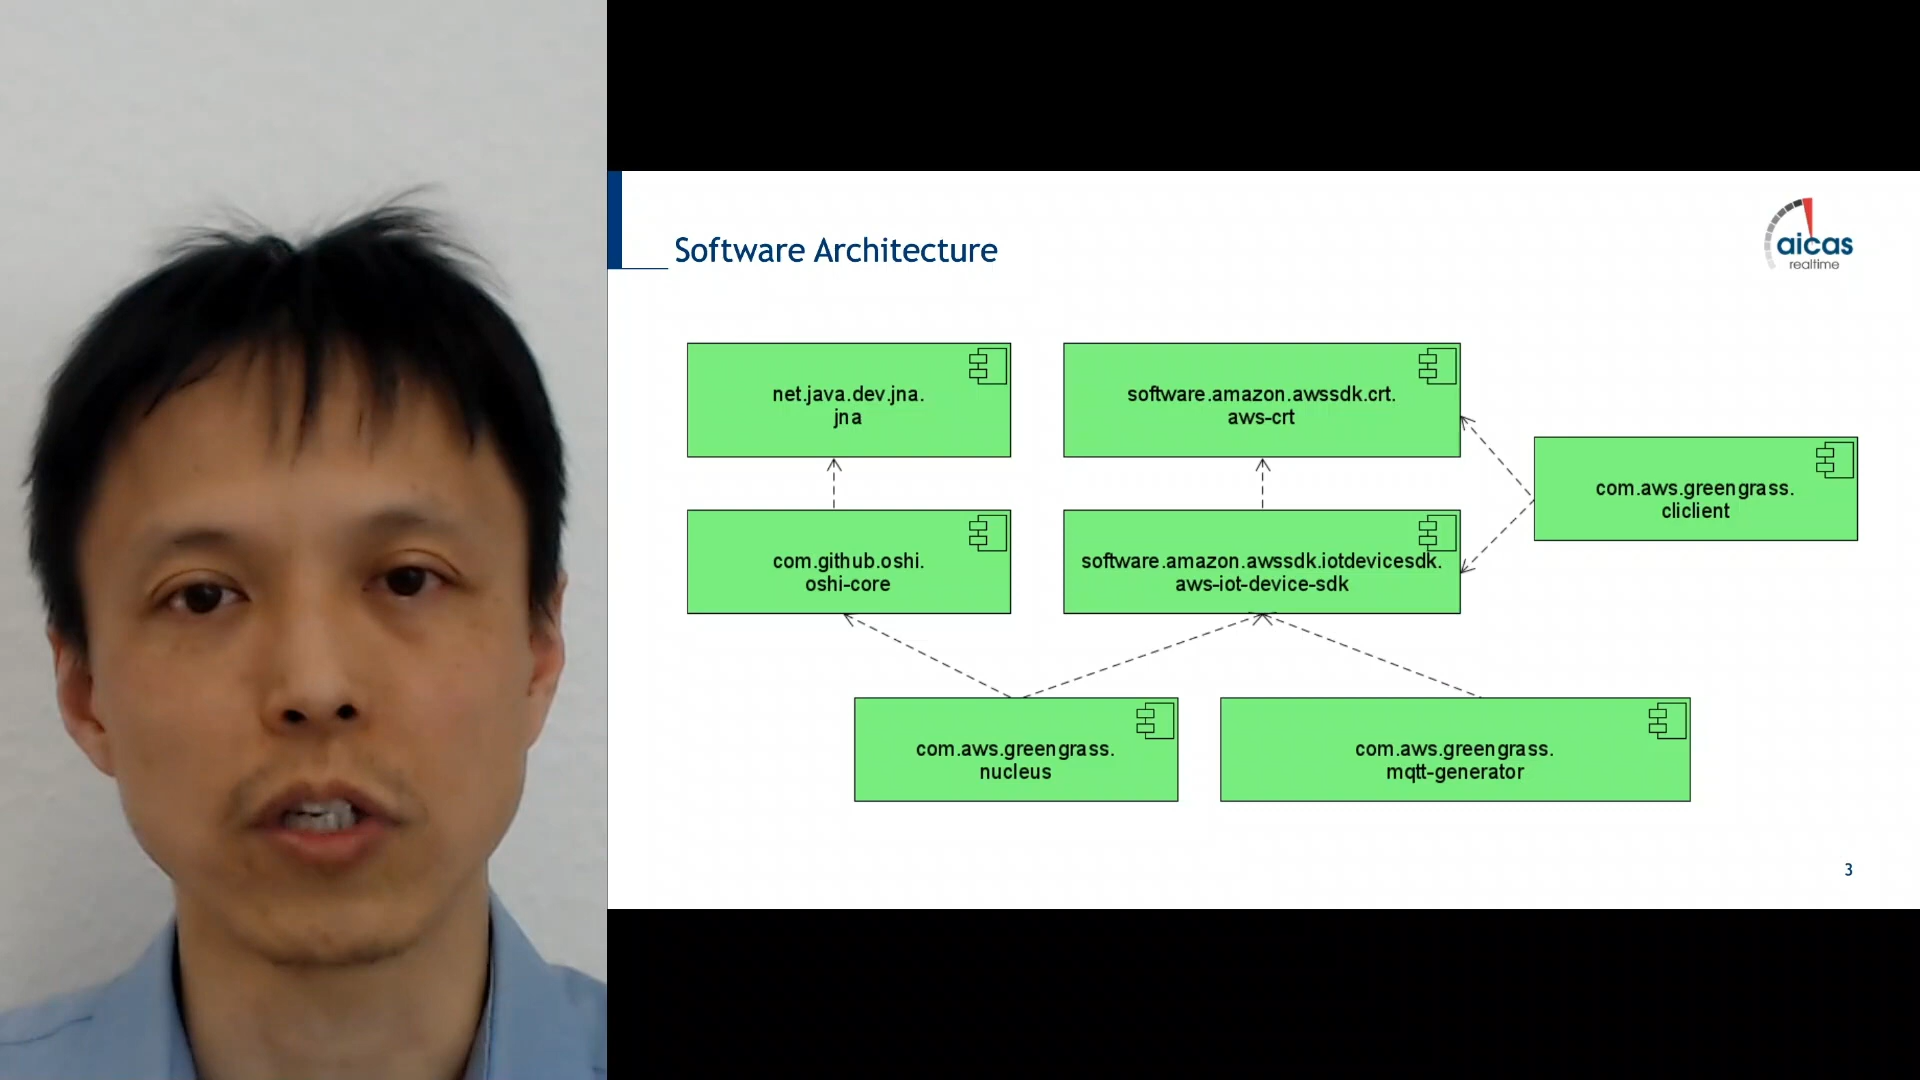 Software Architecture
aicas
realtime
net.java.dev.jna.
jna
software.amazon.awssdk.crt.
aws-crt
com.aws.greengrass.
cliclient
com.github.oshi.
oshi-core
software.amazon.awssdk.iotdevicesdk.
aws-iot-device-sdk
com.aws.greengrass.
nucleus
com.aws.greengrass.
mqtt-generator
3